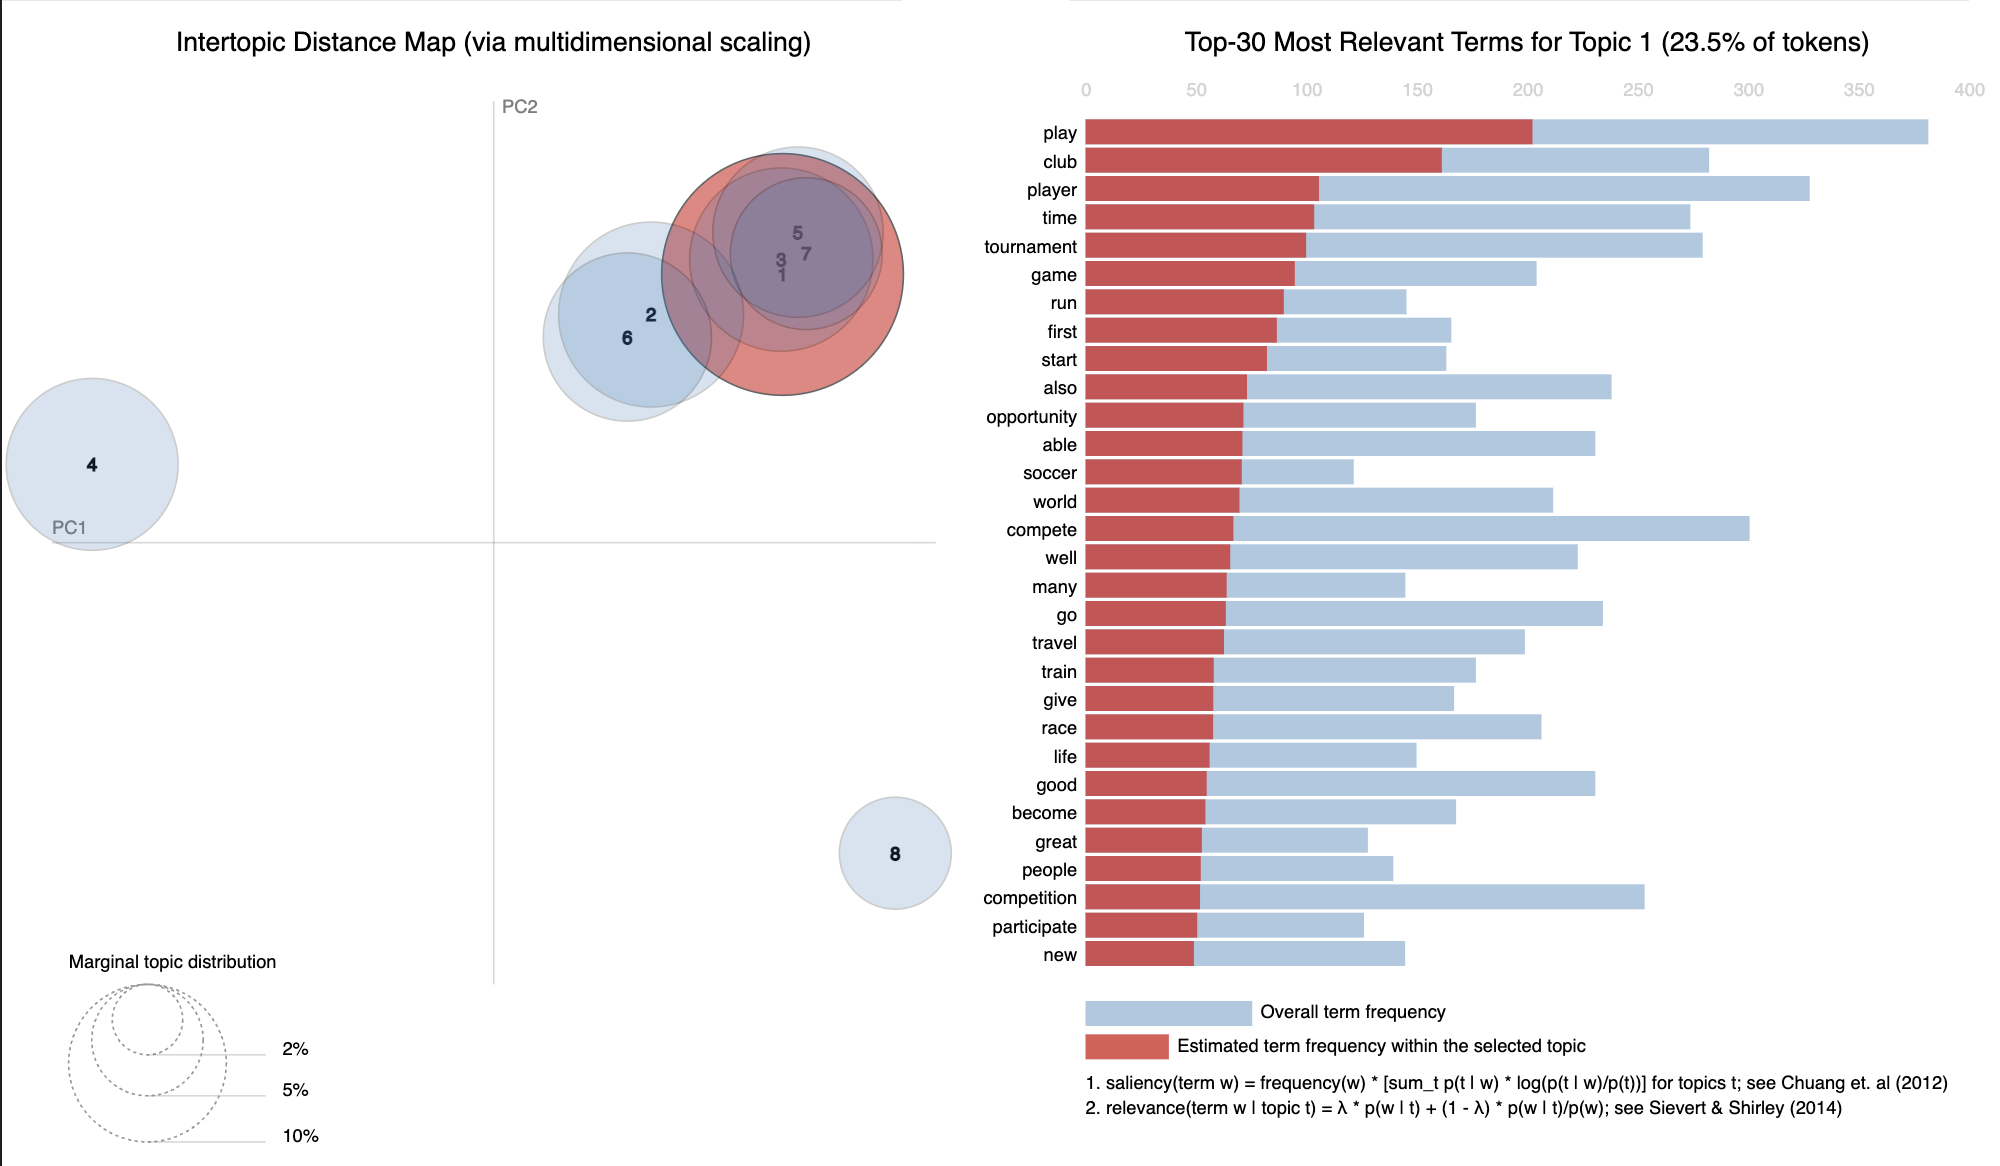 Intertopic Distance Map (via multidimensional scaling)
PC2
5
7
3
1
2
6
4
PC1
8
Marginal topic distribution
2%
5%
10%
Top-30 Most Relevant Terms for Topic 1 (23.5% of tokens)
0 50 100 150 200 250 300 350 400
play
club
player
time
tournament
game
run
first
start
also
opportunity
able
soccer
world
compete
well
many
go
travel
train
give
race
life
good
become
great
people
competition
participate
new
Overall term frequency
Estimated term frequency within the selected topic
1. saliency(term w) = frequency(w) * [sum_t p(t | w) * log(p(t | w)/p(t))] for topics t; see Chuang et. al (2012)
2. relevance(term w | topic t) = λ * p(w | t) + (1 - λ) * p(w | t)/p(w); see Sievert & Shirley (2014)